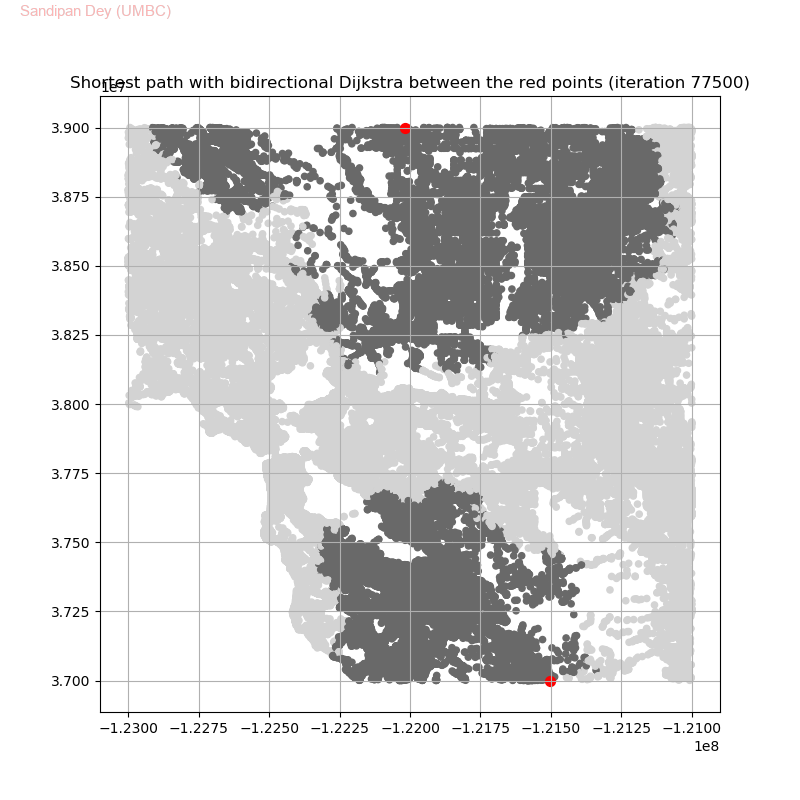 Sandipan Dey (UMBC)
Shortest path with bidirectional Dijkstra between the red points (iteration 77500)
1e7
3.900
3.875
3.850
3.825
3.800
3.775
3.750
3.725
3.700
−1.2300 −1.2275 −1.2250 −1.2225 −1.2200 −1.2175 −1.2150 −1.2125 −1.2100
1e8